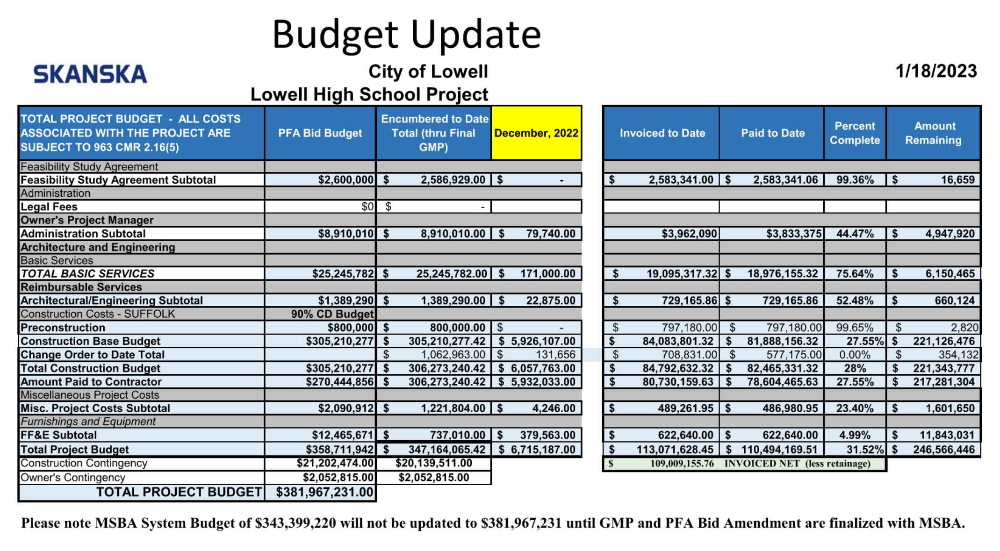 Budget Update
SKANSKA
City of Lowell
1/18/2023
Lowell High School Project
TOTAL PROJECT BUDGET - ALL COSTS
ASSOCIATED WITH THE PROJECT ARE
SUBJECT TO 963 CMR 2.16(5)
PFA Bid Budget
Encumbered to Date
Total (thru Final
GMP)
December, 2022
Invoiced to Date
Paid to Date
Percent
Complete
Amount
Remaining
Feasibility Study Agreement
Feasibility Study Agreement Subtotal $2,600,000 $ 2,586,929.00 $ - $ 2,583,341.00 $ 2,583,341.06 99.36% $ 16,659
Administration
Legal Fees $0 $ -
Owner's Project Manager
Administration Subtotal $8,910,010 $ 8,910,010.00 $ 79,740.00 $3,962,090 $3,833,375 44.47% $ 4,947,920
Architecture and Engineering
Basic Services
TOTAL BASIC SERVICES $25,245,782 $ 25,245,782.00 $ 171,000.00 $ 19,095,317.32 $ 18,976,155.32 75.64% $ 6,150,465
Reimbursable Services
Architectural/Engineering Subtotal $1,389,290 $ 1,389,290.00 $ 22,875.00 $ 729,165.86 $ 729,165.86 52.48% $ 660,124
Construction Costs - SUFFOLK 90% CD Budget
Preconstruction $800,000 $ 800,000.00 $ - $ 797,180.00 $ 797,180.00 99.65% $ 2,820
Construction Base Budget $305,210,277 $ 305,210,277.42 $ 5,926,107.00 $ 84,083,801.32 $ 81,888,156.32 27.55% $ 221,126,476
Change Order to Date Total $ 1,062,963.00 $ 131,656 $ 708,831.00 $ 577,175.00 0.00% $ 354,132
Total Construction Budget $305,210,277 $ 306,273,240.42 $ 6,057,763.00 $ 84,792,632.32 $ 82,465,331.32 28% $ 221,343,777
Amount Paid to Contractor $270,444,856 $ 306,273,240.42 $ 5,932,033.00 $ 80,730,159.63 $ 78,604,465.63 27.55% $ 217,281,304
Miscellaneous Project Costs
Misc. Project Costs Subtotal $2,090,912 $ 1,221,804.00 $ 4,246.00 $ 489,261.95 $ 486,980.95 23.40% $ 1,601,650
Furnishings and Equipment
FF&E Subtotal $12,465,671 $ 737,010.00 $ 379,563.00 $ 622,640.00 $ 622,640.00 4.99% $ 11,843,031
Total Project Budget $358,711,942 $ 347,164,065.42 $ 6,715,187.00 $ 113,071,628.45 $ 110,494,169.51 31.52% $ 246,566,446
Construction Contingency $21,202,474.00 $20,139,511.00 $ 109,009,155.76 INVOICED NET (less retainage)
Owner's Contingency $2,052,815.00 $2,052,815.00
TOTAL PROJECT BUDGET $381,967,231.00
Please note MSBA System Budget of $343,399,220 will not be updated to $381,967,231 until GMP and PFA Bid Amendment are finalized with MSBA.